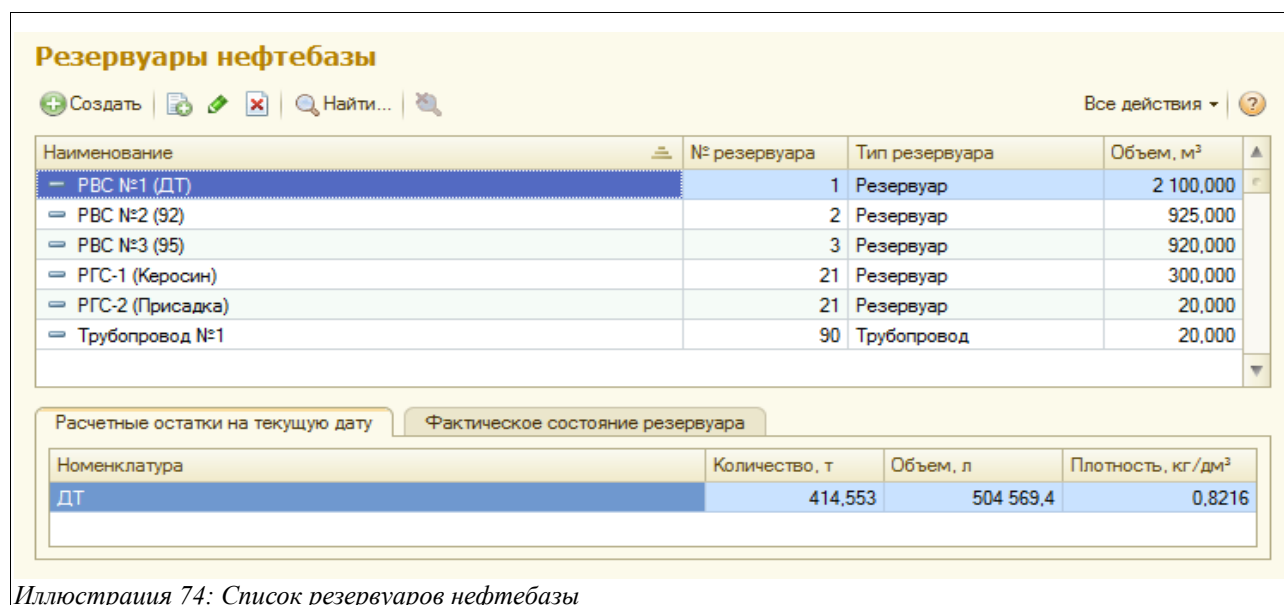 Резервуары нефтебазы
Создать Найти... Все действия
Наименование № резервуара Тип резервуара Объем, м³
РВС №1 (ДТ) 1 Резервуар 2 100,000
РВС №2 (92) 2 Резервуар 925,000
РВС №3 (95) 3 Резервуар 920,000
РГС-1 (Керосин) 21 Резервуар 300,000
РГС-2 (Присадка) 21 Резервуар 20,000
Трубопровод №1 90 Трубопровод 20,000
Расчетные остатки на текущую дату Фактическое состояние резервуара
Номенклатура Количество, т Объем, л Плотность, кг/дм³
ДТ 414,553 504 569,4 0,8216
Иллюстрация 74: Список резервуаров нефтебазы